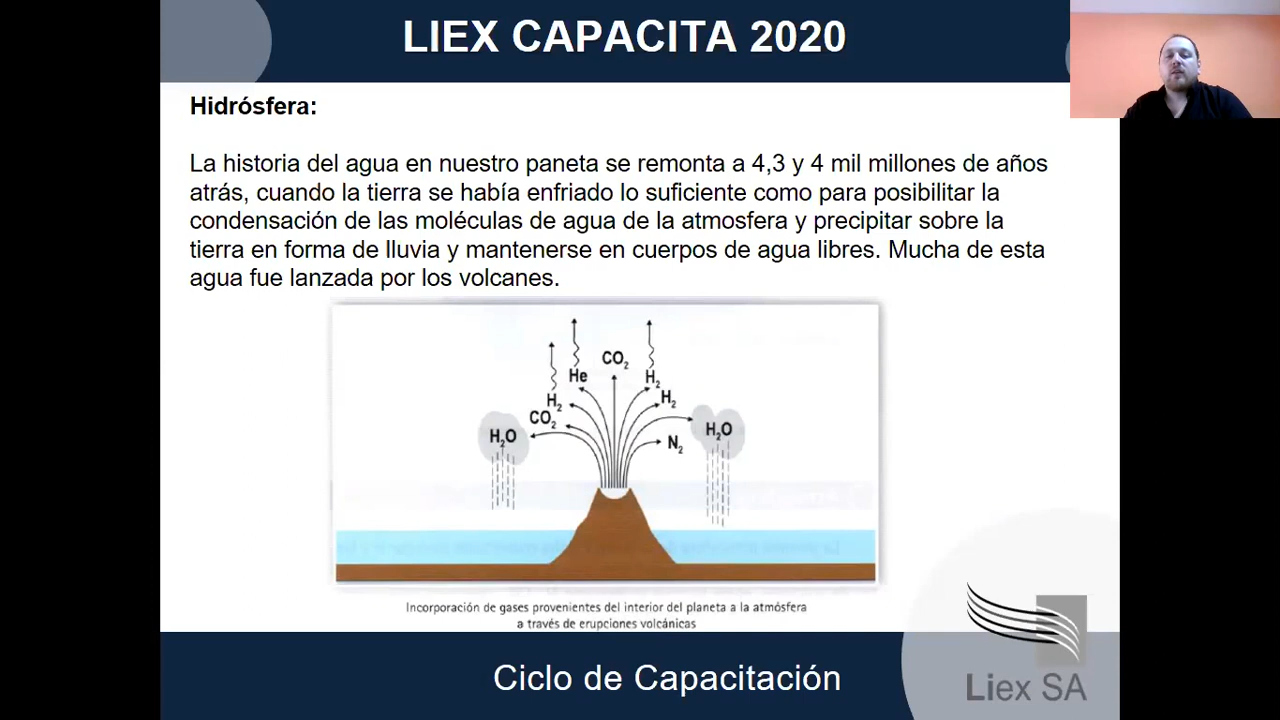 LIEX CAPACITA 2020
Hidrósfera:
La historia del agua en nuestro paneta se remonta a 4,3 y 4 mil millones de años
atrás, cuando la tierra se había enfriado lo suficiente como para posibilitar la
condensación de las moléculas de agua de la atmosfera y precipitar sobre la
tierra en forma de lluvia y mantenerse en cuerpos de agua libres. Mucha de esta
agua fue lanzada por los volcanes.
CO₂
He
H₂
H₂
H₂
CO₂
H₂O
H₂O
N₂
Incorporación de gases provenientes del interior del planeta a la atmósfera
a través de erupciones volcánicas
Ciclo de Capacitación
Liex SA